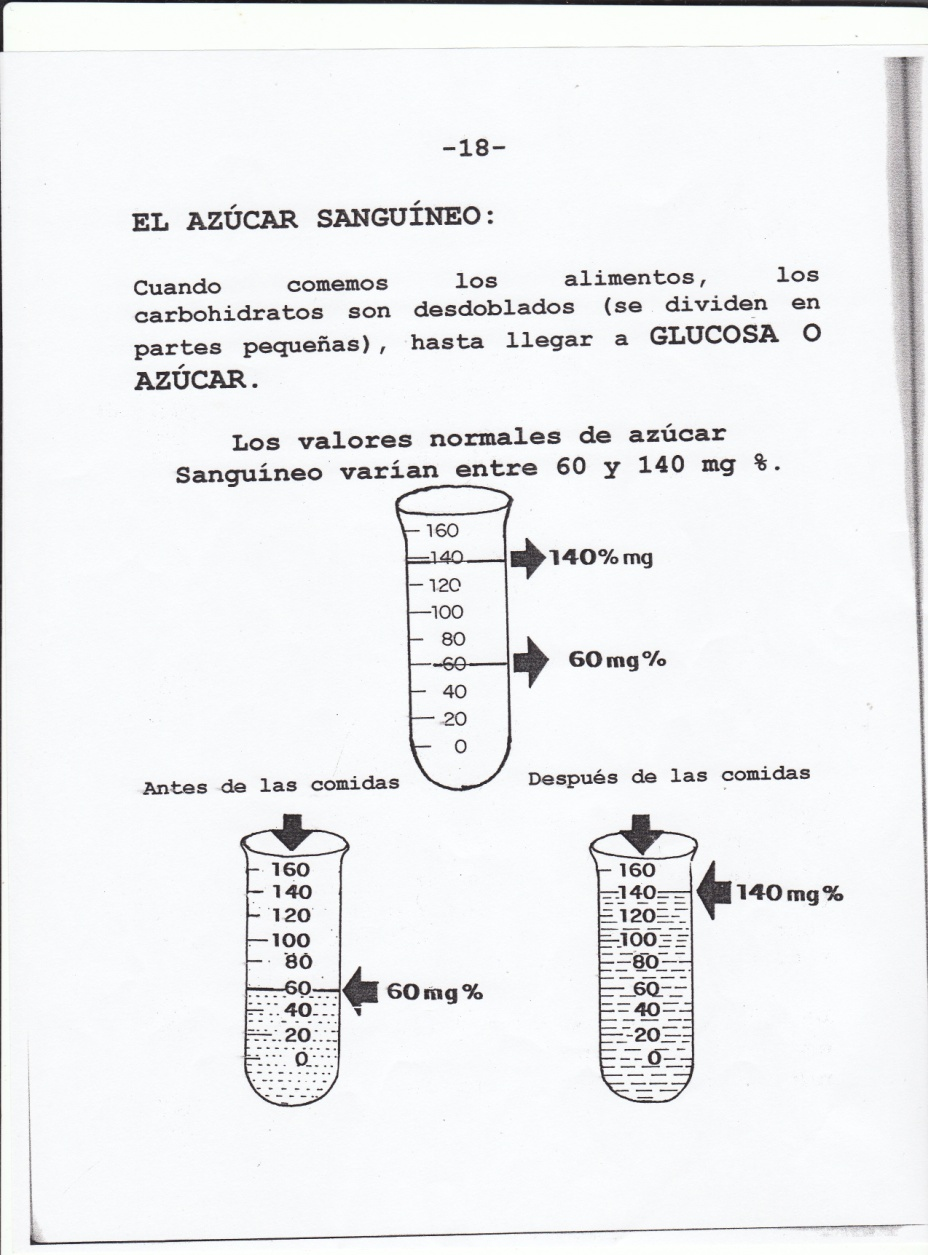 -18-
EL AZÚCAR SANGUÍNEO:
Cuando comemos los alimentos, los
carbohidratos son desdoblados (se dividen en
partes pequeñas), hasta llegar a GLUCOSA O
AZÚCAR.
Los valores normales de azúcar
Sanguíneo varían entre 60 y 140 mg %.
160
140 140% mg
120
100
80
60 60 mg %
40
20
0
Antes de las comidas
160
140
120
100
80
60 60 mg %
40
20
0
Después de las comidas
160
140 140 mg %
120
100
80
60
40
20
0